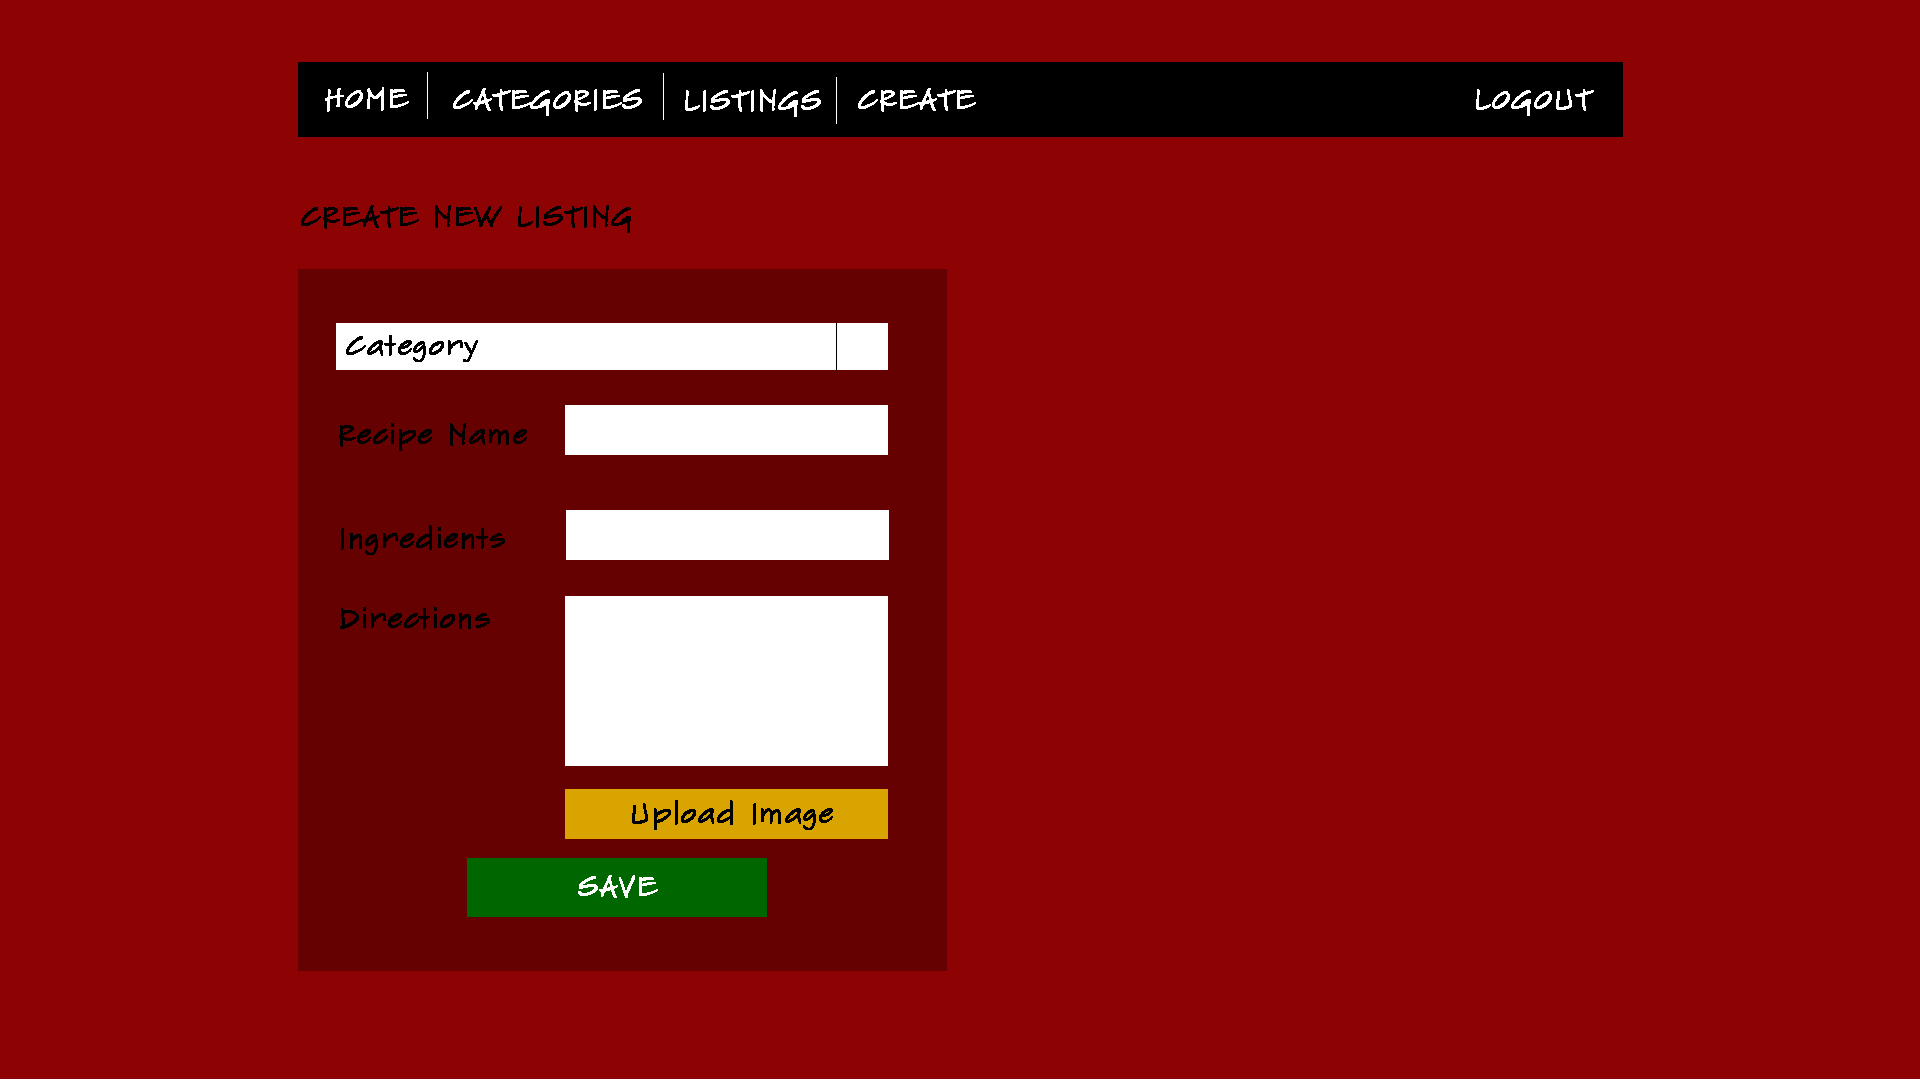 HOME CATEGORIES LISTINGS CREATE LOGOUT
CREATE NEW LISTING
Category
Recipe Name
Ingredients
Directions
Upload Image
SAVE